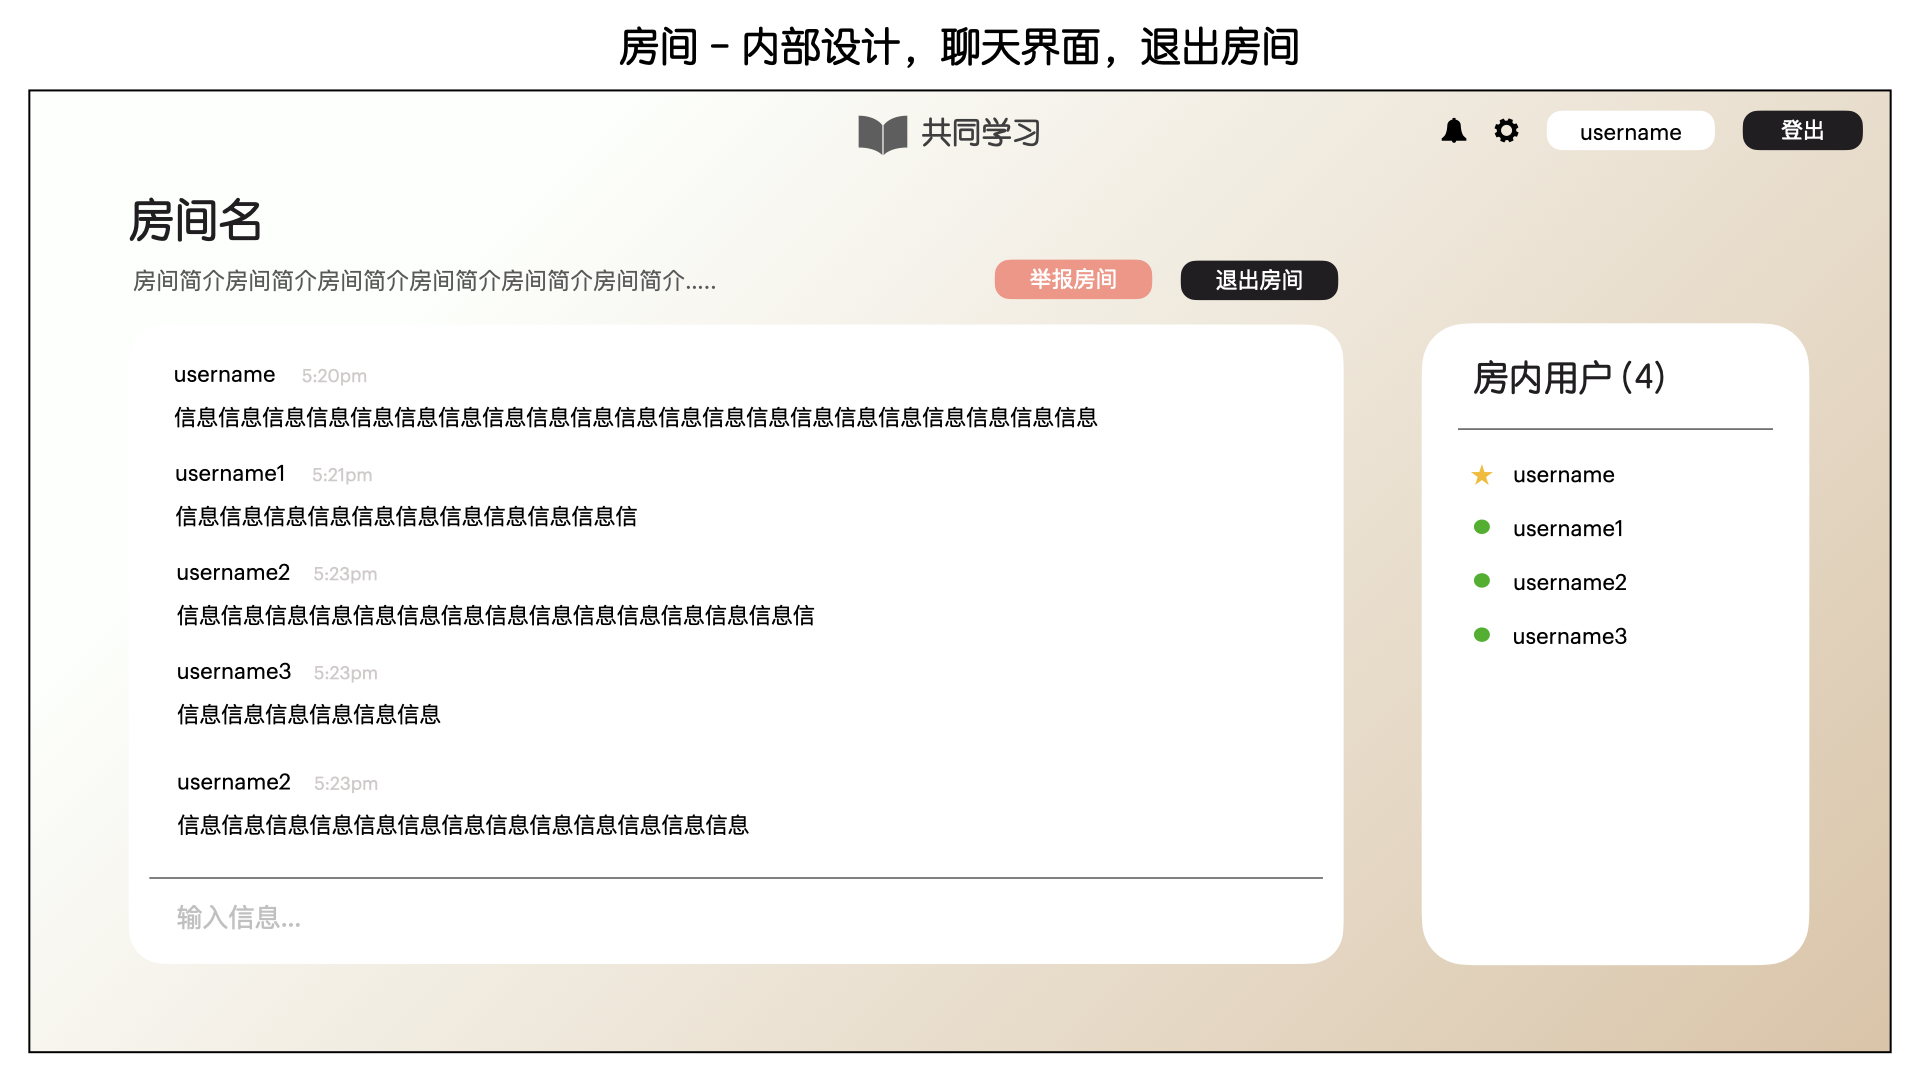 房间 - 内部设计，聊天界面，退出房间
共同学习
username
登出
房间名
房间简介房间简介房间简介房间简介房间简介房间简介.....
举报房间
退出房间
username 5:20pm
信息信息信息信息信息信息信息信息信息信息信息信息信息信息信息信息信息信息信息信息信息
username1 5:21pm
信息信息信息信息信息信息信息信息信息信息信
username2 5:23pm
信息信息信息信息信息信息信息信息信息信息信息信息信息信息信
username3 5:23pm
信息信息信息信息信息信息
username2 5:23pm
信息信息信息信息信息信息信息信息信息信息信息信息信息
输入信息...
房内用户 (4)
username
username1
username2
username3